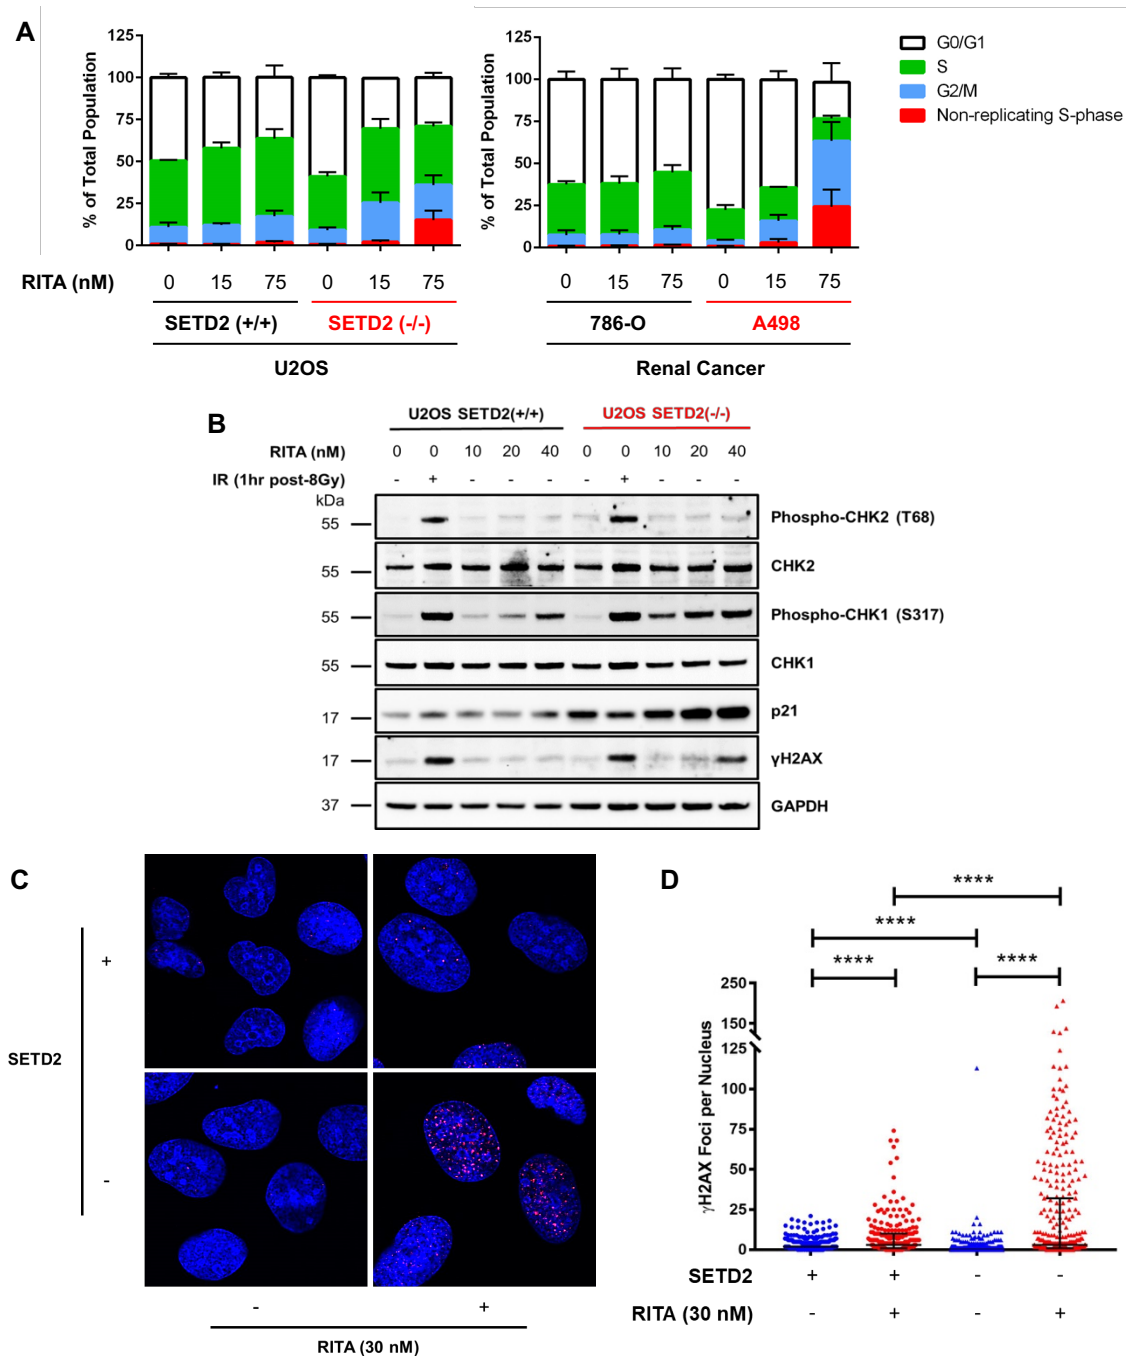 A
% of Total Population
125
100
75
50
25
0
RITA (nM)
0 15 75 0 15 75
SETD2 (+/+) SETD2 (-/-)
U2OS
% of Total Population
125
100
75
50
25
0
0 15 75 0 15 75
786-O A498
Renal Cancer
G0/G1
S
G2/M
Non-replicating S-phase
B
U2OS SETD2(+/+) U2OS SETD2(-/-)
RITA (nM) 0 0 10 20 40 0 0 10 20 40
IR (1hr post-8Gy) - + - - - - + - - -
kDa
55 Phospho-CHK2 (T68)
55 CHK2
55 Phospho-CHK1 (S317)
55 CHK1
17 p21
17 γH2AX
37 GAPDH
C
SETD2
+
-
- +
RITA (30 nM)
D
****
****
**** ****
γH2AX Foci per Nucleus
250
150
125
100
75
50
25
0
SETD2 + + - -
RITA (30 nM) - + - +